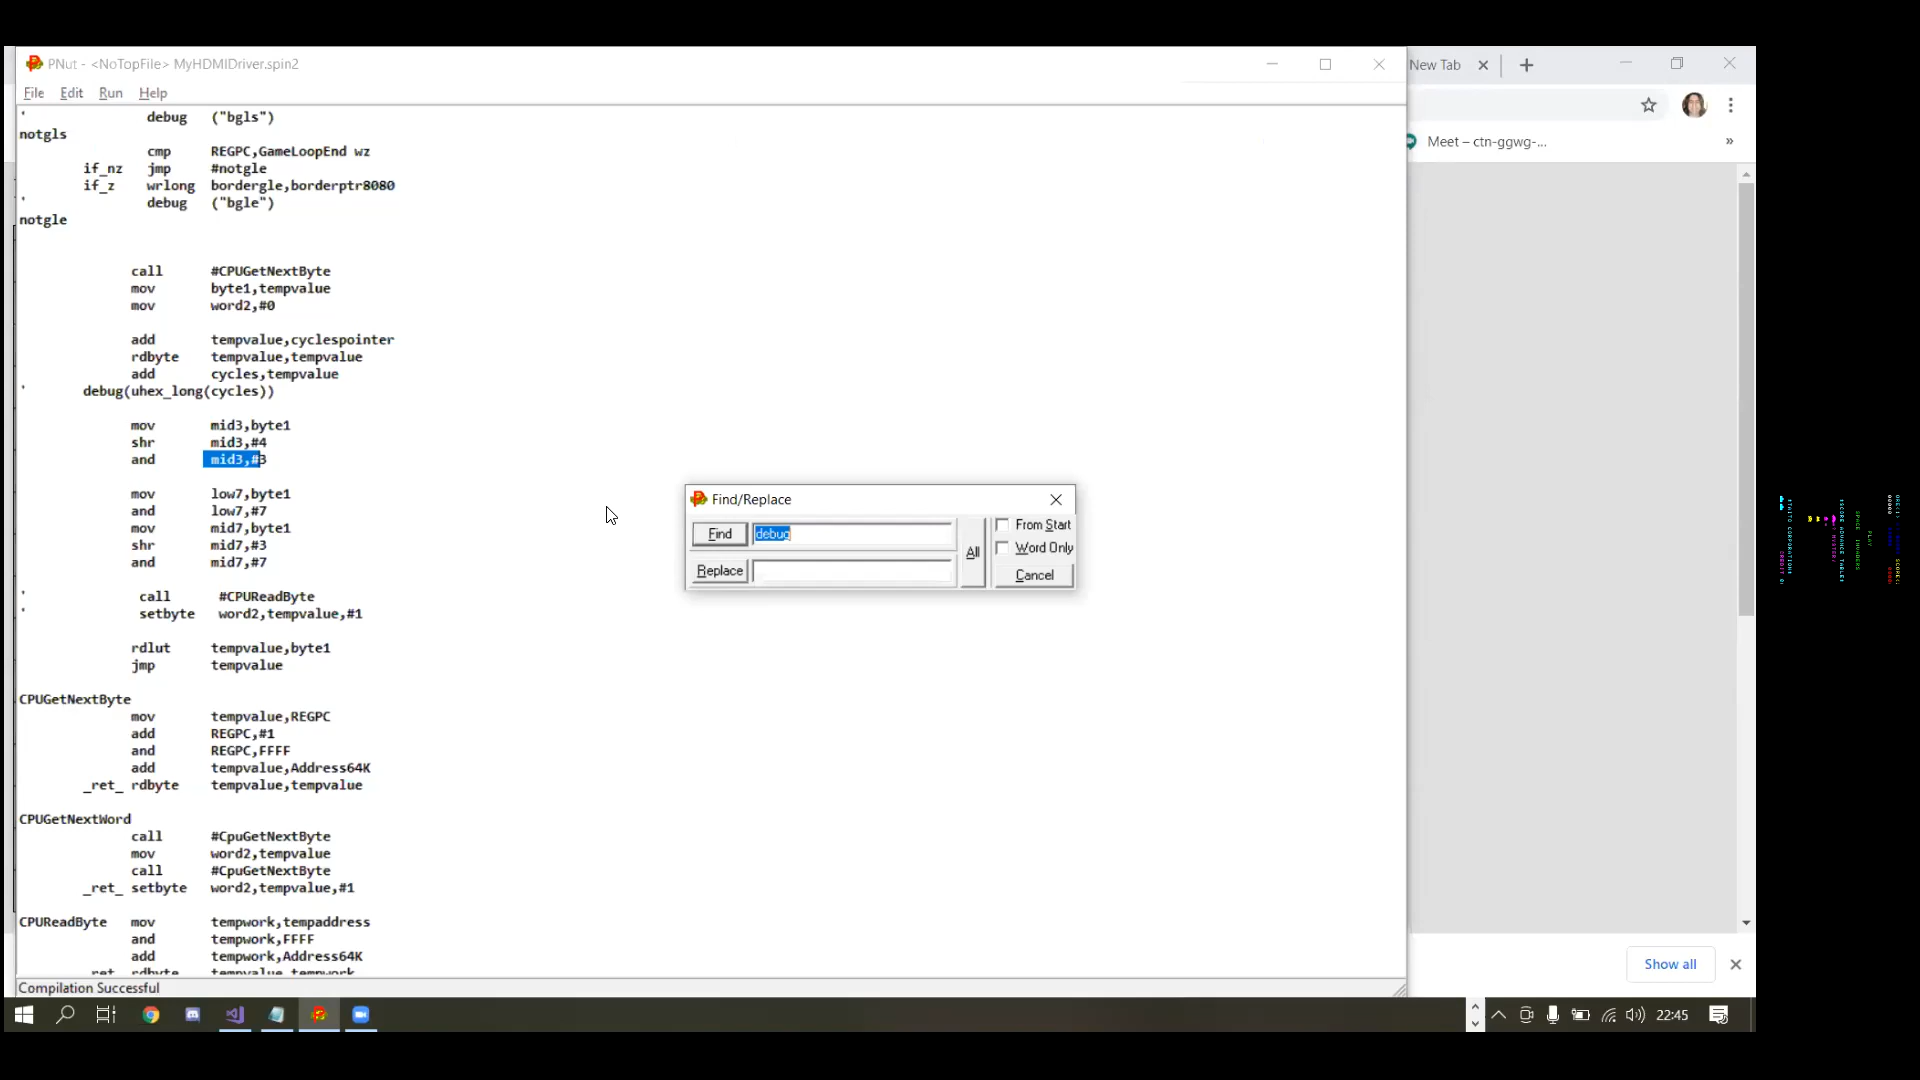 PNut - <NoTopFile> MyHDMIDriver.spin2
File Edit Run Help
' debug ("bgls")
notgls
cmp REGPC,GameLoopEnd wz
if_nz jmp #notgle
if_z wrlong bordergle,borderptr8080
' debug ("bgle")
notgle
call #CPUGetNextByte
mov byte1,tempvalue
mov word2,#0
add tempvalue,cyclespointer
rdbyte tempvalue,tempvalue
add cycles,tempvalue
' debug(uhex_long(cycles))
mov mid3,byte1
shr mid3,#4
and mid3,#3
mov low7,byte1
and low7,#7
mov mid7,byte1
shr mid7,#3
and mid7,#7
' call #CPUReadByte
' setbyte word2,tempvalue,#1
rdlut tempvalue,byte1
jmp tempvalue
CPUGetNextByte
mov tempvalue,REGPC
add REGPC,#1
and REGPC,FFFF
add tempvalue,Address64K
_ret_ rdbyte tempvalue,tempvalue
CPUGetNextWord
call #CpuGetNextByte
mov word2,tempvalue
call #CpuGetNextByte
_ret_ setbyte word2,tempvalue,#1
CPUReadByte mov tempwork,tempaddress
and tempwork,FFFF
add tempwork,Address64K
_ret_ rdbyte tempvalue,tempwork
Compilation Successful
Find/Replace
Find debug
Replace
All
From Start
Word Only
Cancel
New Tab
Meet – ctn-ggwg-...
»
Show all
22:45
PLAY
SPACE INVADERS